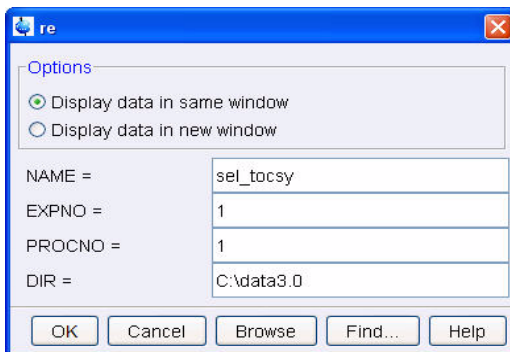 re
Options
Display data in same window
Display data in new window
NAME = sel_tocsy
EXPNO = 1
PROCNO = 1
DIR = C:\data3.0
OK Cancel Browse Find... Help